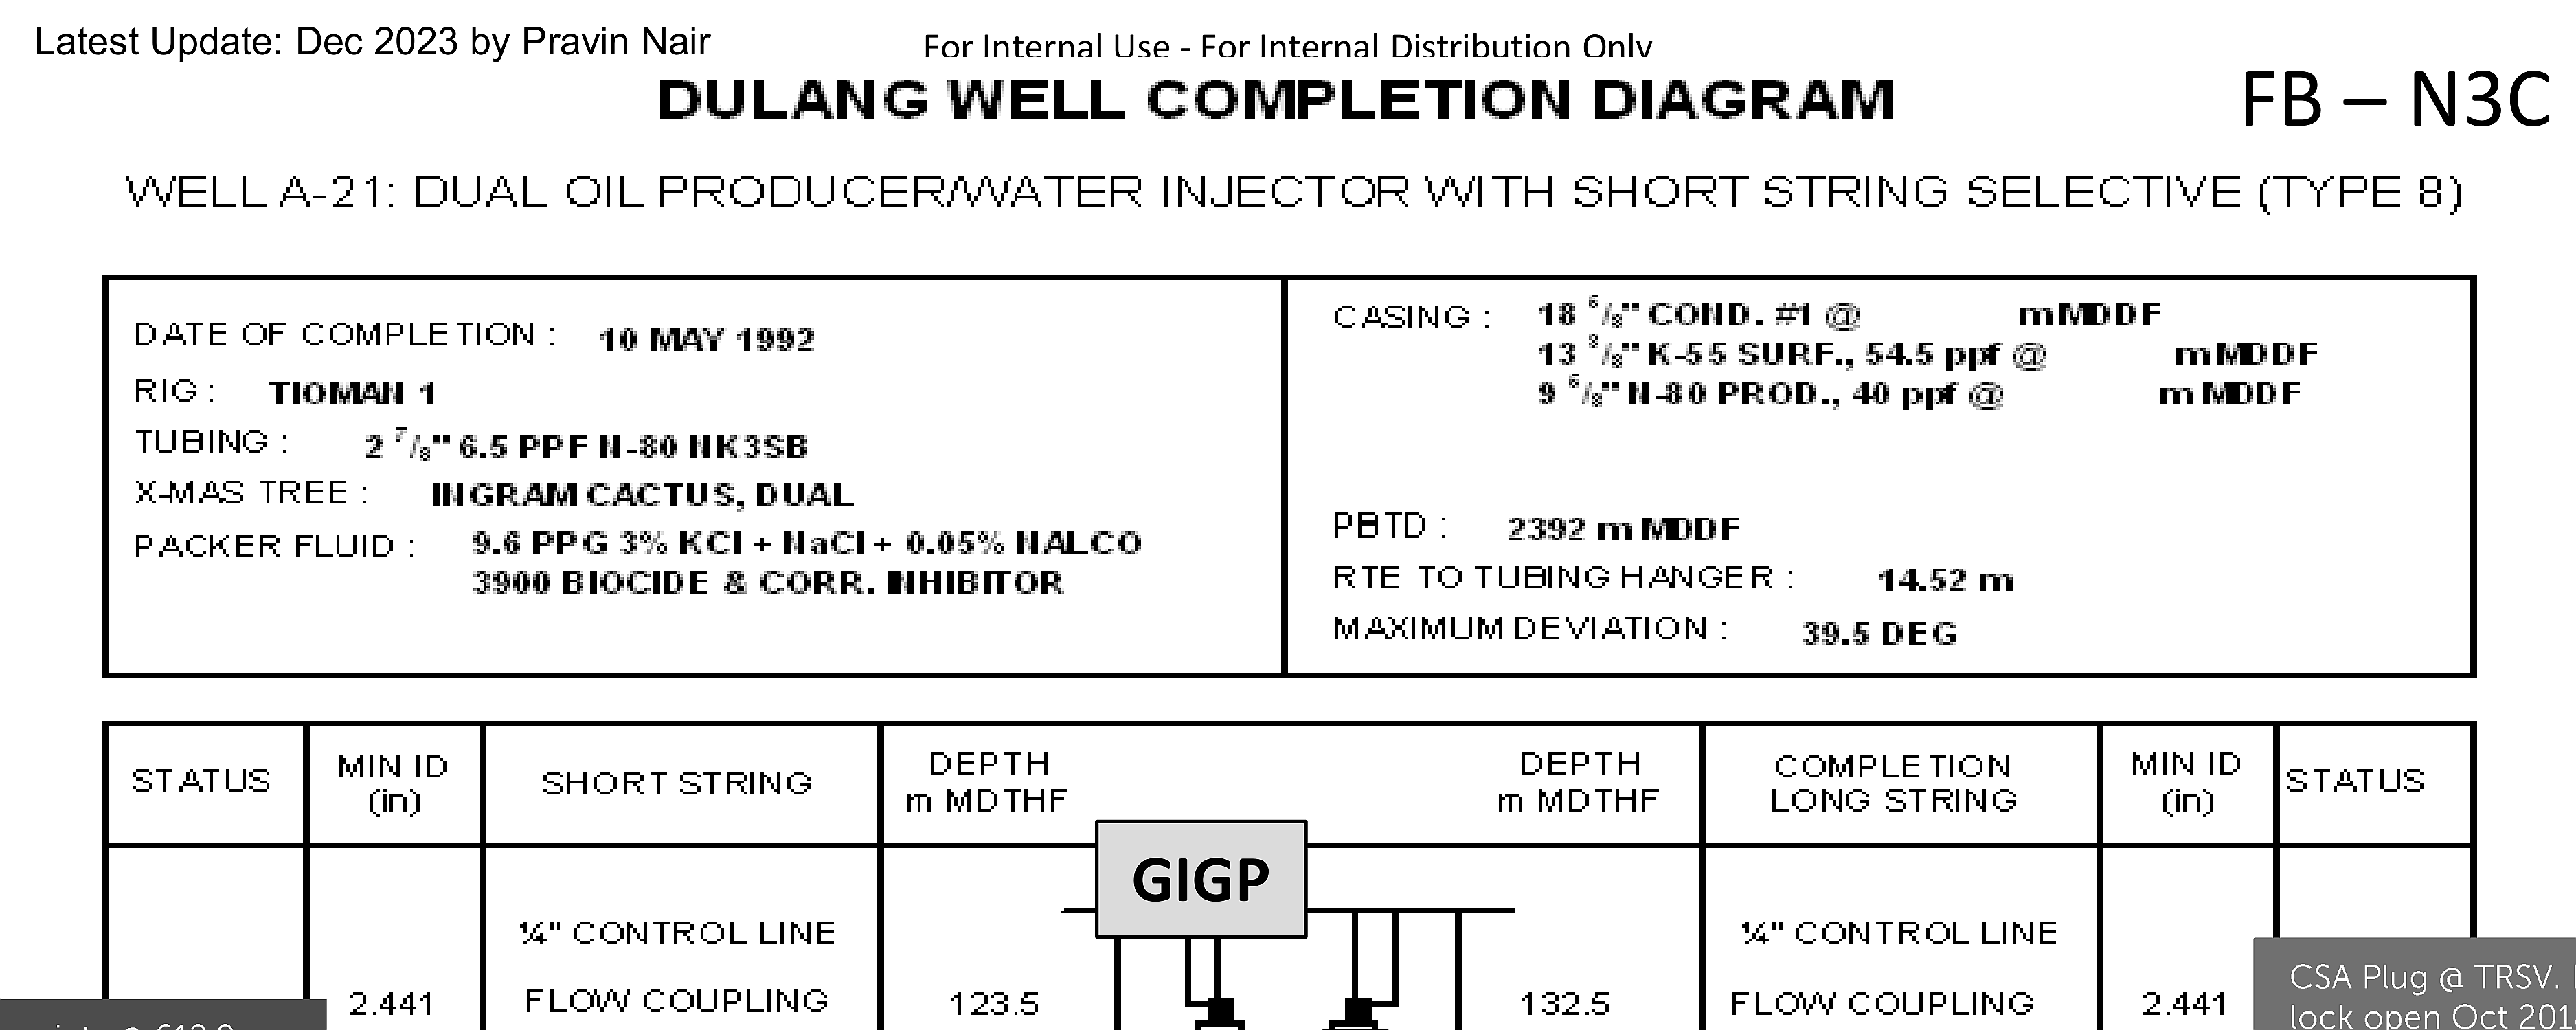 Latest Update: Dec 2023 by Pravin Nair
For Internal Use - For Internal Distribution Only
DULANG WELL COMPLETION DIAGRAM
FB – N3C
WELL A-21: DUAL OIL PRODUCER/WATER INJECTOR WITH SHORT STRING SELECTIVE (TYPE 8)
DATE OF COMPLETION : 10 MAY 1992
RIG : TIOMAN 1
TUBING : 2 7/8" 6.5 PPF N-80 NK3SB
X-MAS TREE : INGRAM CACTUS, DUAL
PACKER FLUID : 9.6 PPG 3% KCl + NaCl + 0.05% NALCO
3900 BIOCIDE & CORR. INHIBITOR
CASING : 18 5/8" COND. #1 @ m MDDF
13 3/8" K-55 SURF., 54.5 ppf @ m MDDF
9 5/8" N-80 PROD., 40 ppf @ m MDDF
PBTD : 2392 m MDDF
RTE TO TUBING HANGER : 14.52 m
MAXIMUM DEVIATION : 39.5 DEG
STATUS
MIN ID
(in)
SHORT STRING
DEPTH
m MDTHF
DEPTH
m MDTHF
COMPLETION
LONG STRING
MIN ID
(in)
STATUS
GIGP
¼" CONTROL LINE
¼" CONTROL LINE
2.441 FLOW COUPLING 123.5 132.5 FLOW COUPLING 2.441
CSA Plug @ TRSV.
lock open Oct 201